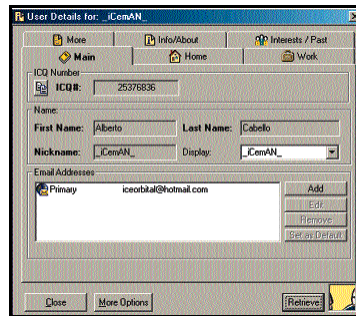 User Details for: _iCemAN_
More Info/About Interests / Past
Main Home Work
ICQ Number
ICQ#: 25376836
Name:
First Name: Alberto Last Name: Cabello
Nickname: _iCemAN_ Display: _iCemAN_
Email Addresses
Primary iceorbital@hotmail.com
Add
Edit
Remove
Set as Default
Close More Options Retrieve